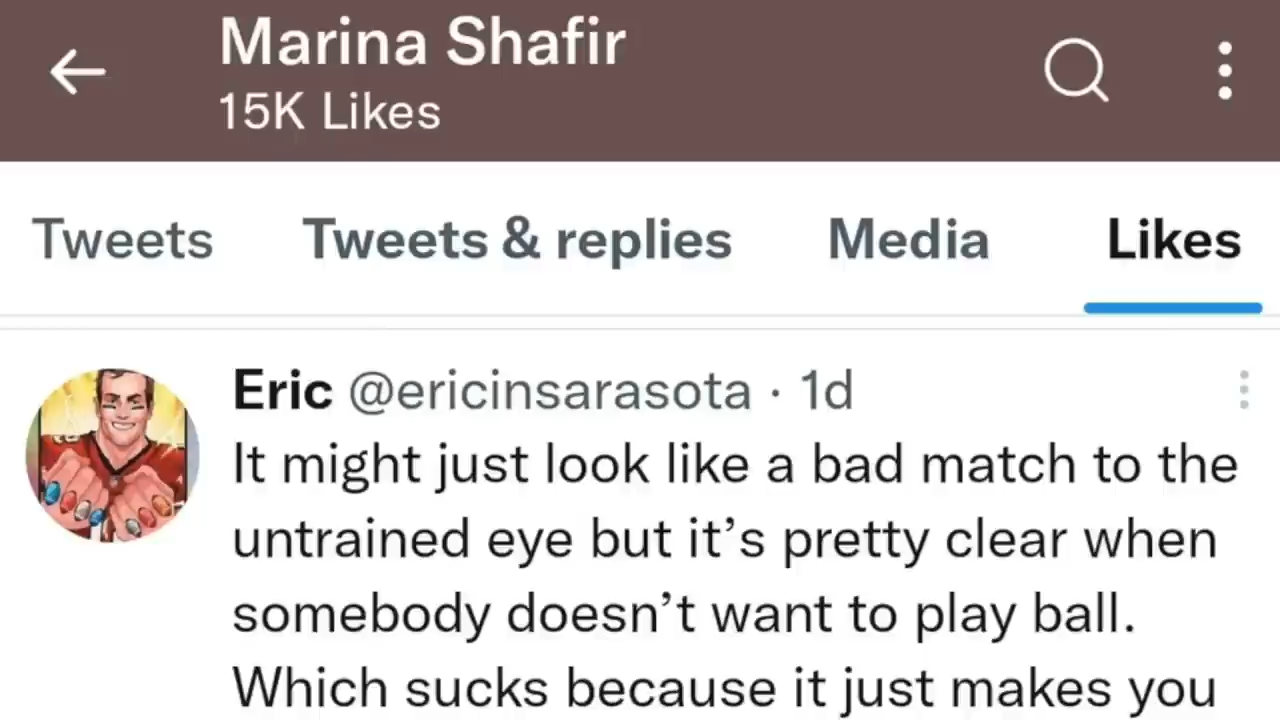 Marina Shafir
15K Likes
Tweets Tweets & replies Media Likes
Eric @ericinsarasota · 1d
It might just look like a bad match to the
untrained eye but it’s pretty clear when
somebody doesn’t want to play ball.
Which sucks because it just makes you